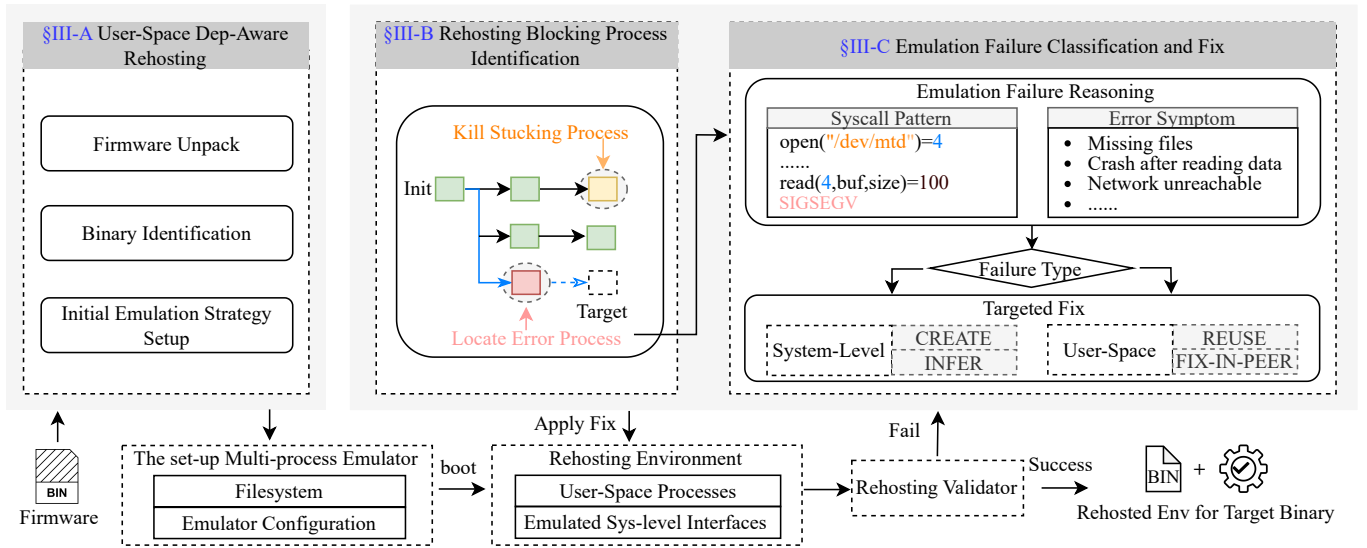 §III-A User-Space Dep-Aware
Rehosting
Firmware Unpack
Binary Identification
Initial Emulation Strategy
Setup
§III-B Rehosting Blocking Process
Identification
Kill Stucking Process
Init
Target
Locate Error Process
§III-C Emulation Failure Classification and Fix
Emulation Failure Reasoning
Syscall Pattern
open("/dev/mtd")=4
......
read(4,buf,size)=100
SIGSEGV
Error Symptom
• Missing files
• Crash after reading data
• Network unreachable
• ......
Failure Type
Targeted Fix
System-Level
CREATE
INFER
User-Space
REUSE
FIX-IN-PEER
BIN
Firmware
The set-up Multi-process Emulator
Filesystem
Emulator Configuration
boot
Apply Fix
Rehosting Environment
User-Space Processes
Emulated Sys-level Interfaces
Fail
Rehosting Validator
Success
BIN +
Rehosted Env for Target Binary